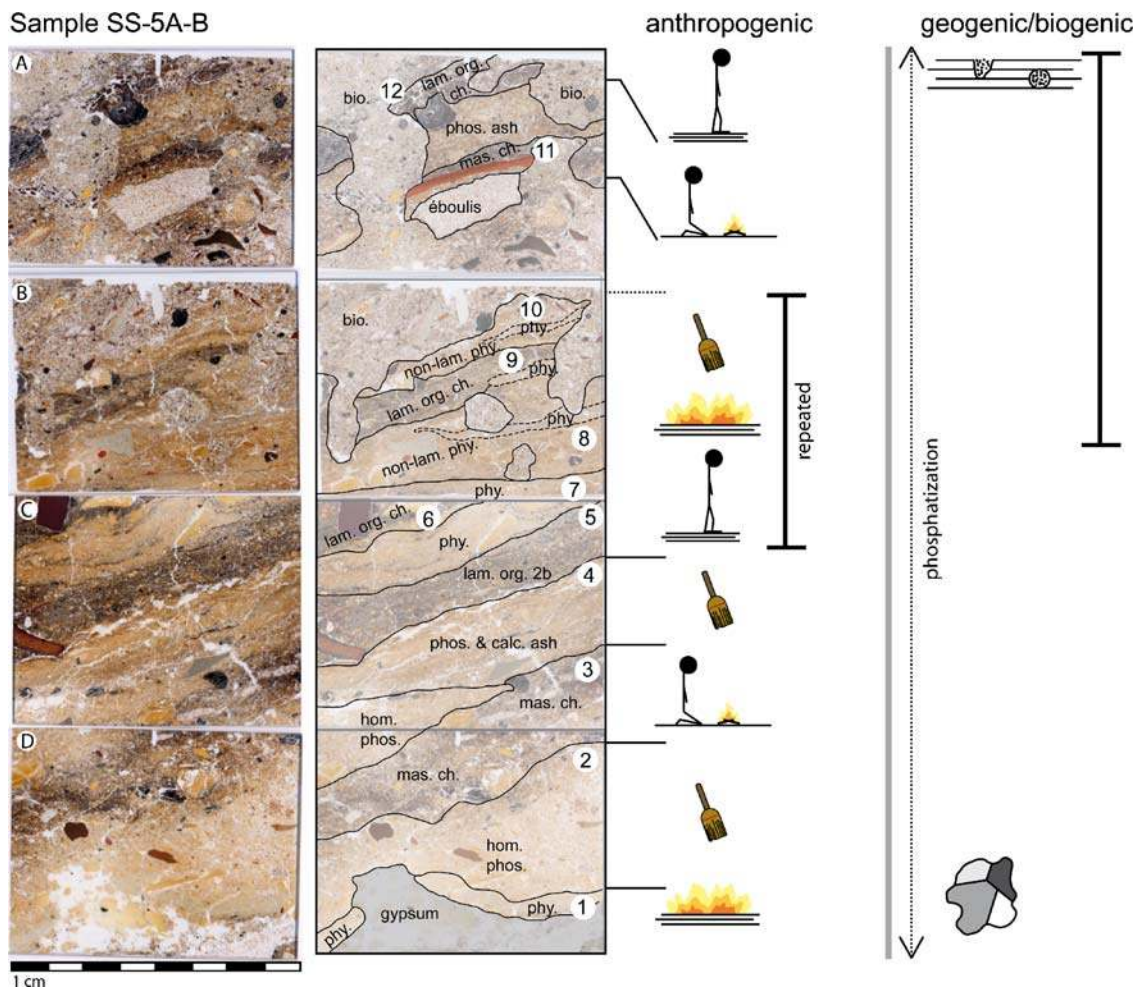 Sample SS-5A-B
anthropogenic
geogenic/biogenic
A
12
lam. org.
ch.
bio.
bio.
phos. ash
mas. ch.
11
éboulis
B
bio.
10
phy.
non-lam. phy.
9
phy.
lam. org. ch.
phy.
8
non-lam. phy.
phy.
7
repeated
phosphatization
C
lam. org. ch.
6
5
phy.
lam. org. 2b
4
phos. & calc. ash
3
mas. ch.
hom.
phos.
D
2
mas. ch.
hom.
phos.
gypsum
phy.
1
phy.
1 cm